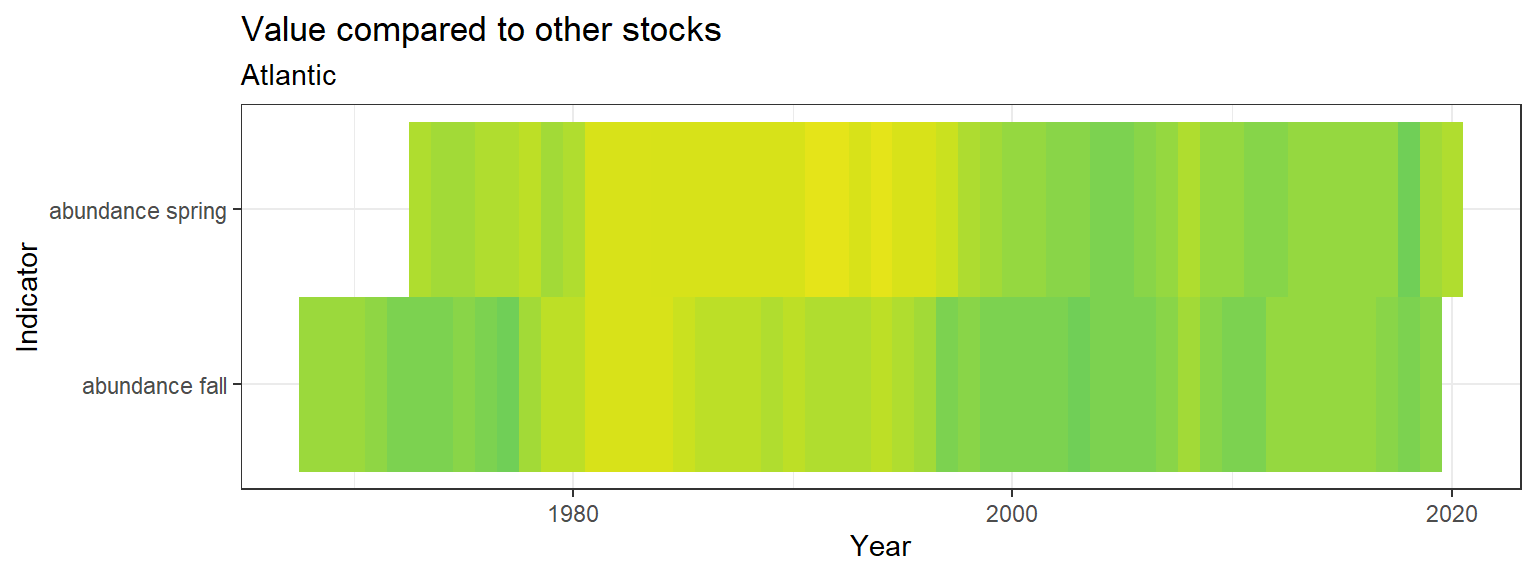 Value compared to other stocks
Atlantic
Indicator
abundance spring
abundance fall
1980 2000 2020
Year